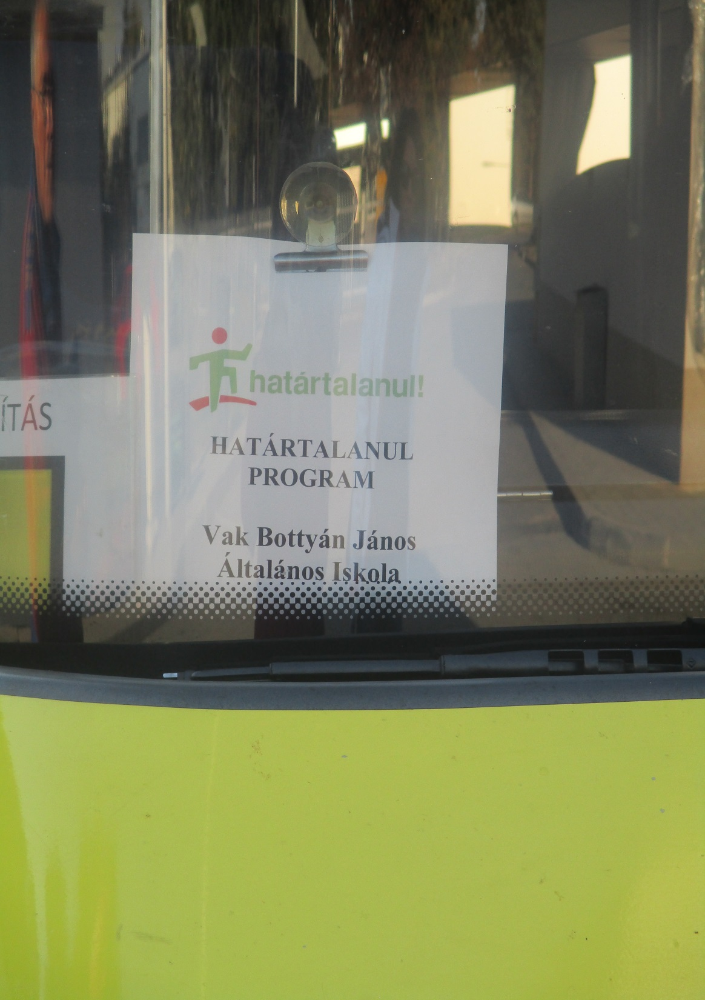 határtalanul!
HATÁRTALANUL
PROGRAM
Vak Bottyán János
Általános Iskola
ÍTÁS